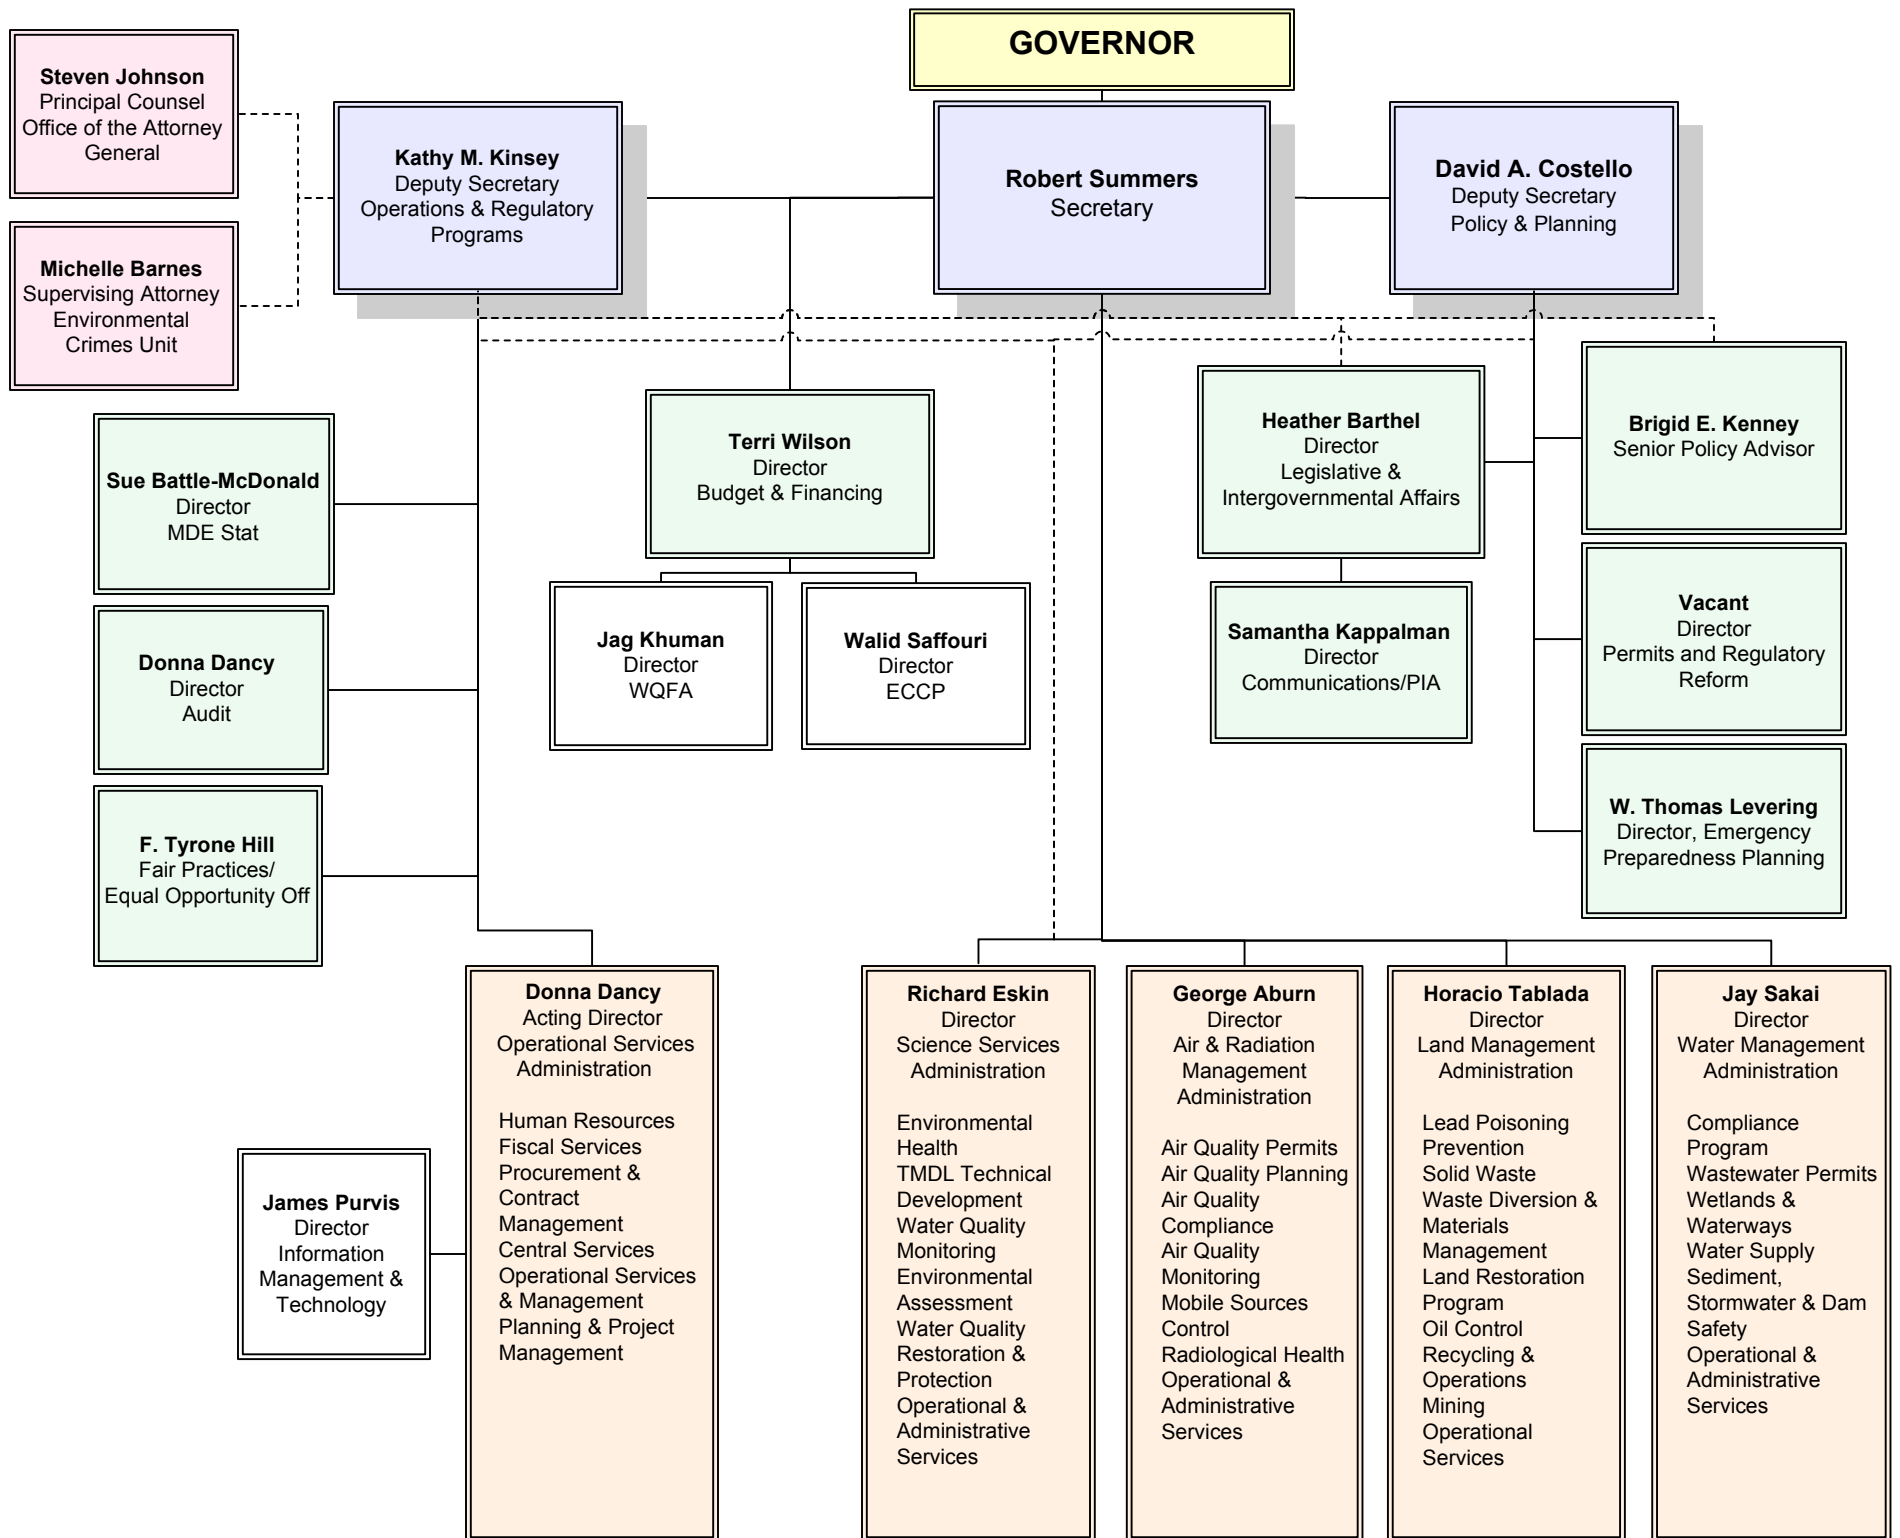 GOVERNOR
Steven Johnson
Principal Counsel
Office of the Attorney
General
Kathy M. Kinsey
Deputy Secretary
Operations & Regulatory
Programs
Robert Summers
Secretary
David A. Costello
Deputy Secretary
Policy & Planning
Michelle Barnes
Supervising Attorney
Environmental
Crimes Unit
Sue Battle-McDonald
Director
MDE Stat
Terri Wilson
Director
Budget & Financing
Heather Barthel
Director
Legislative &
Intergovernmental Affairs
Brigid E. Kenney
Senior Policy Advisor
Donna Dancy
Director
Audit
Jag Khuman
Director
WQFA
Walid Saffouri
Director
ECCP
Samantha Kappalman
Director
Communications/PIA
Vacant
Director
Permits and Regulatory
Reform
F. Tyrone Hill
Fair Practices/
Equal Opportunity Off
W. Thomas Levering
Director, Emergency
Preparedness Planning
James Purvis
Director
Information
Management &
Technology
Donna Dancy
Acting Director
Operational Services
Administration
Human Resources
Fiscal Services
Procurement &
Contract
Management
Central Services
Operational Services
& Management
Planning & Project
Management
Richard Eskin
Director
Science Services
Administration
Environmental
Health
TMDL Technical
Development
Water Quality
Monitoring
Environmental
Assessment
Water Quality
Restoration &
Protection
Operational &
Administrative
Services
George Aburn
Director
Air & Radiation
Management
Administration
Air Quality Permits
Air Quality Planning
Air Quality
Compliance
Air Quality
Monitoring
Mobile Sources
Control
Radiological Health
Operational &
Administrative
Services
Horacio Tablada
Director
Land Management
Administration
Lead Poisoning
Prevention
Solid Waste
Waste Diversion &
Materials
Management
Land Restoration
Program
Oil Control
Recycling &
Operations
Mining
Operational
Services
Jay Sakai
Director
Water Management
Administration
Compliance
Program
Wastewater Permits
Wetlands &
Waterways
Water Supply
Sediment,
Stormwater & Dam
Safety
Operational &
Administrative
Services